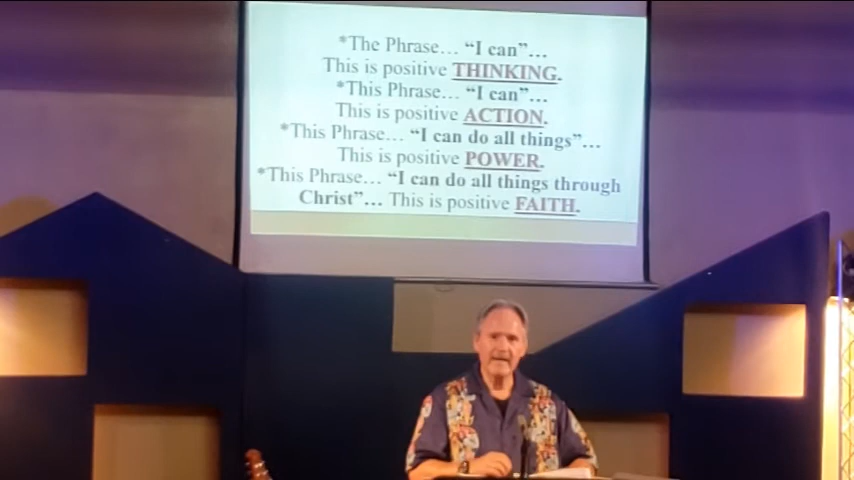 *The Phrase… “I can”…
This is positive THINKING.
*This Phrase… “I can”…
This is positive ACTION.
*This Phrase… “I can do all things”…
This is positive POWER.
*This Phrase… “I can do all things through
Christ”… This is positive FAITH.